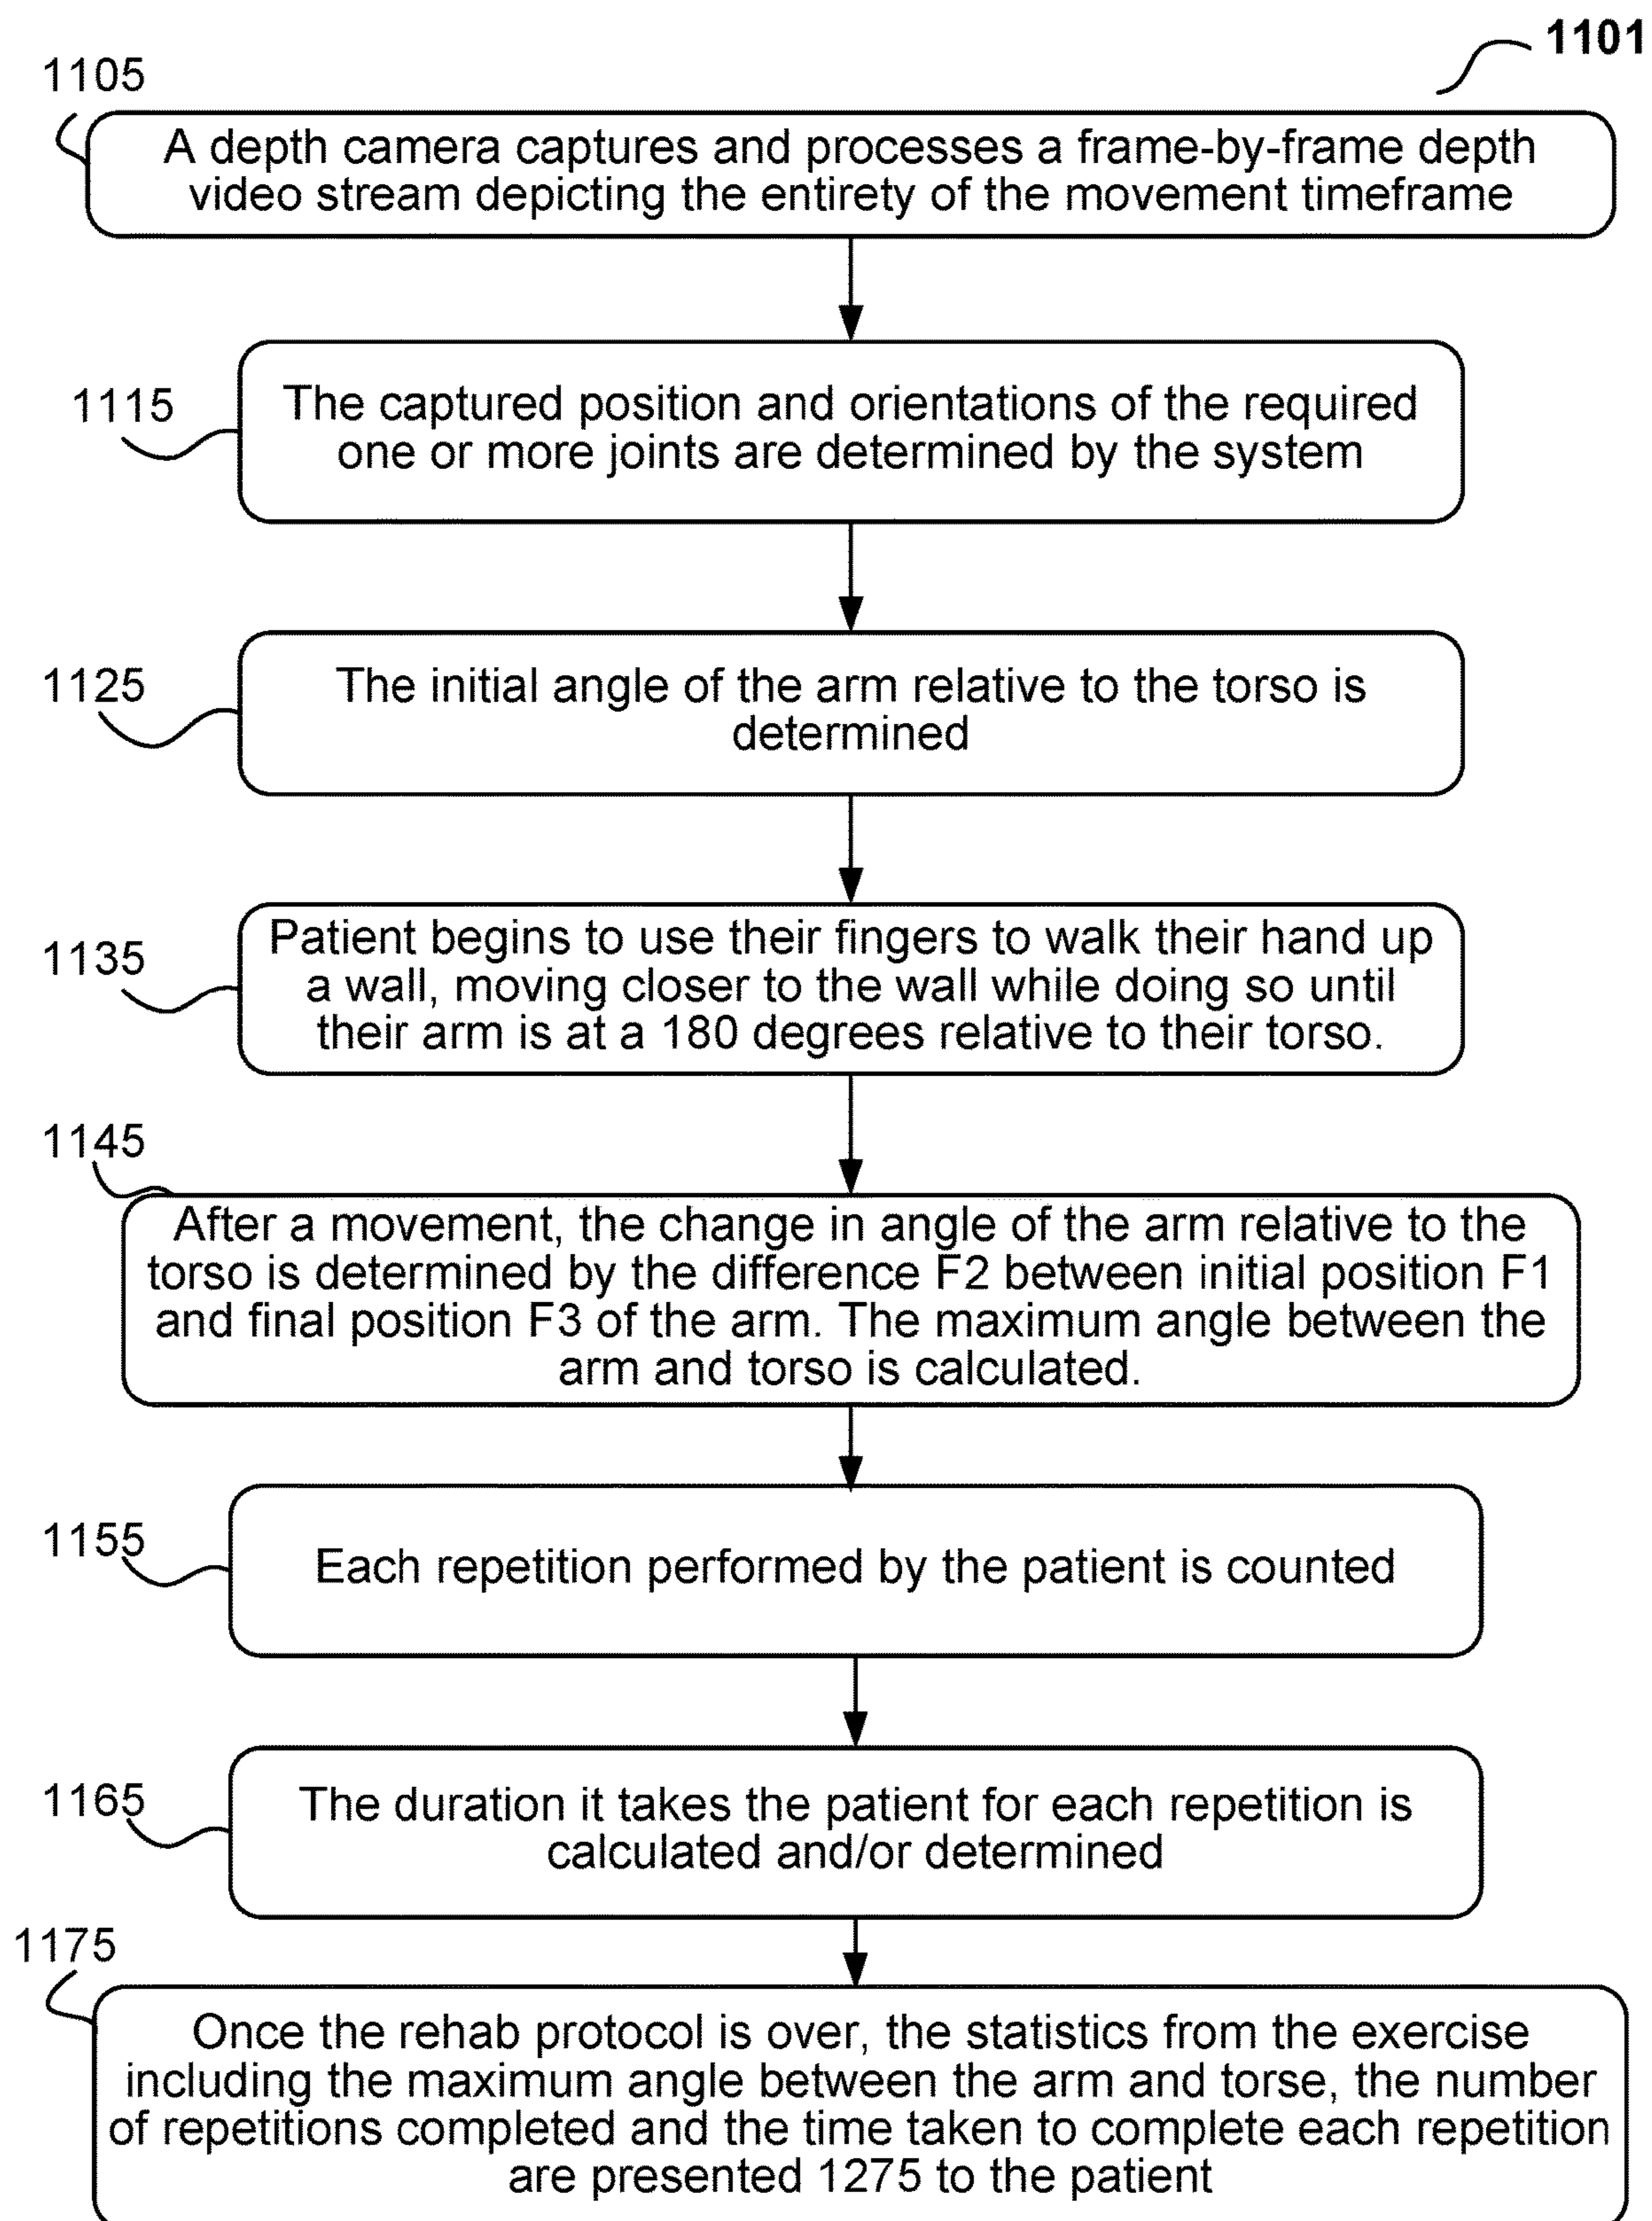 1101
1105
A depth camera captures and processes a frame-by-frame depth
video stream depicting the entirety of the movement timeframe
1115
The captured position and orientations of the required
one or more joints are determined by the system
1125
The initial angle of the arm relative to the torso is
determined
1135
Patient begins to use their fingers to walk their hand up
a wall, moving closer to the wall while doing so until
their arm is at a 180 degrees relative to their torso.
1145
After a movement, the change in angle of the arm relative to the
torso is determined by the difference F2 between initial position F1
and final position F3 of the arm. The maximum angle between the
arm and torso is calculated.
1155
Each repetition performed by the patient is counted
1165
The duration it takes the patient for each repetition is
calculated and/or determined
1175
Once the rehab protocol is over, the statistics from the exercise
including the maximum angle between the arm and torse, the number
of repetitions completed and the time taken to complete each repetition
are presented 1275 to the patient